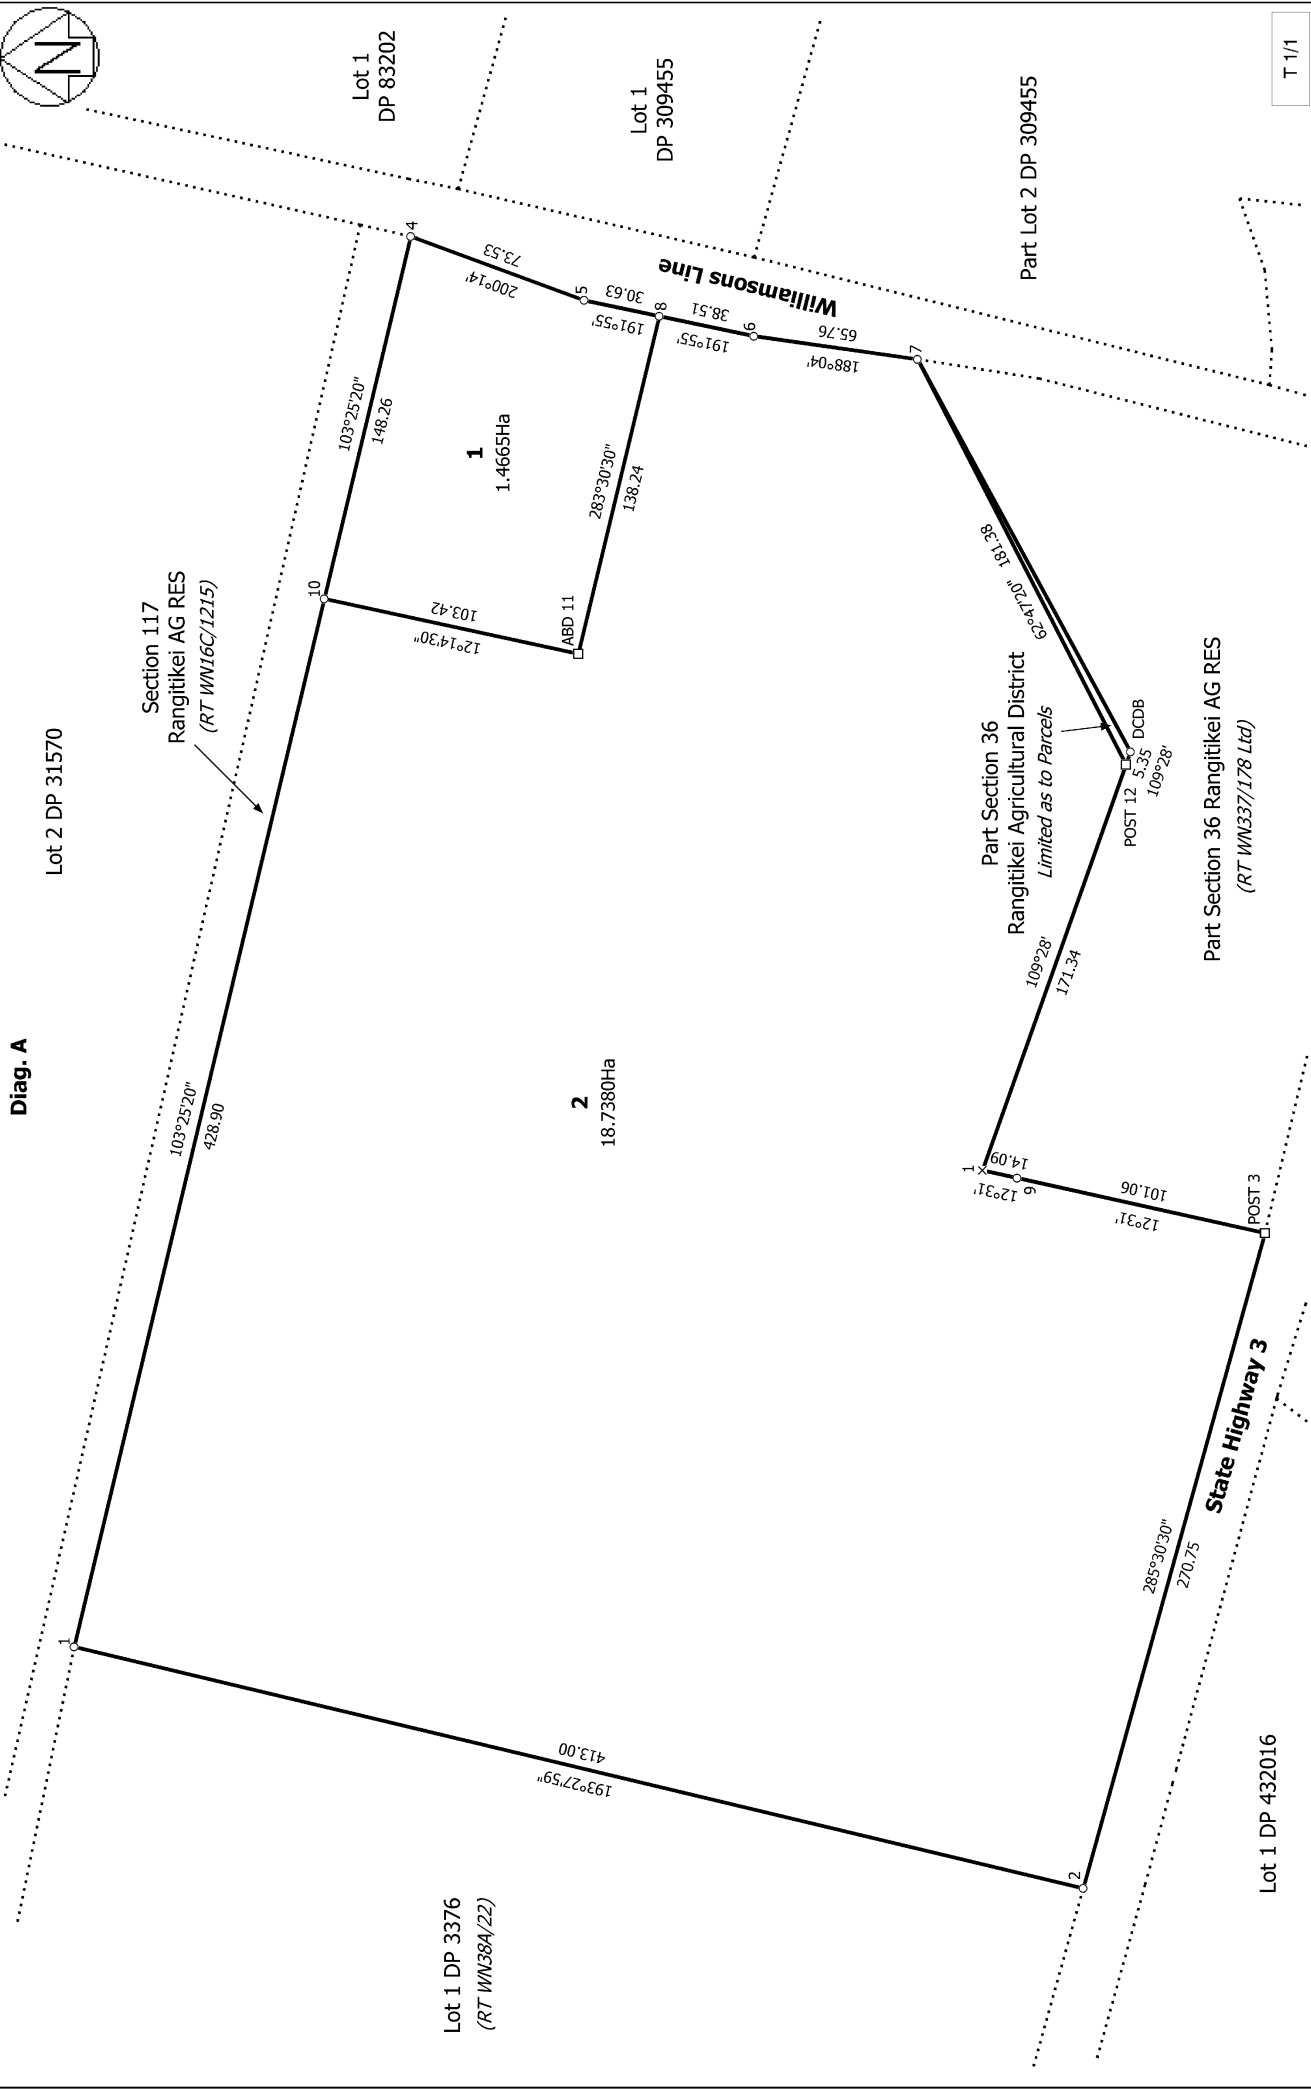 Diag. A
N
Lot 2 DP 31570
Section 117
Rangitikei AG RES
(RT WN16C/1215)
Lot 1
DP 83202
Lot 1
DP 309455
Part Lot 2 DP 309455
Lot 1 DP 3376
(RT WN38A/22)
1
103°25'20"
428.90
10
103°25'20"
148.26
4
200°14'
73.53
5
191°55'
30.63
8
191°55'
38.51
6
188°04'
65.76
7
Williamsons Line
1
1.4665Ha
12°14'30"
103.42
ABD 11
283°30'30"
138.24
2
18.7380Ha
193°27'59"
413.00
2
285°30'30"
270.75
State Highway 3
POST 3
12°31'
101.06
9
12°31'
14.09
1
109°28'
171.34
POST 12
5.35
109°28'
DCDB
62°47'20" 181.38
Part Section 36
Rangitikei Agricultural District
Limited as to Parcels
Part Section 36 Rangitikei AG RES
(RT WN337/178 Ltd)
Lot 1 DP 432016
T 1/1